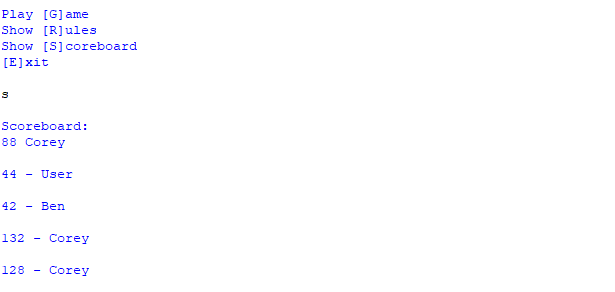 Play [G]ame
Show [R]ules
Show [S]coreboard
[E]xit
s
Scoreboard:
88 Corey
44 - User
42 - Ben
132 - Corey
128 - Corey